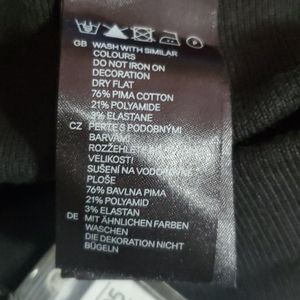 GB WASH WITH SIMILAR
COLOURS
DO NOT IRON ON
DECORATION
DRY FLAT
76% PIMA COTTON
21% POLYAMIDE
3% ELASTANE
CZ PERTE S PODOBNÝMI
BARVAMI
VELIKOSTI
SUŠENÍ NA VODOROVNÉ
PLOŠE
76% BAVLNA PIMA
21% POLYAMID
3% ELASTAN
DE MIT ÄHNLICHEN FARBEN
WASCHEN
DIE DEKORATION NICHT
BÜGELN